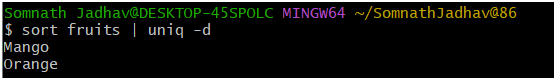 Somnath Jadhav@DESKTOP-45SPOLC MINGW64 ~/SomnathJadhav@86
$ sort fruits | uniq -d
Mango
Orange